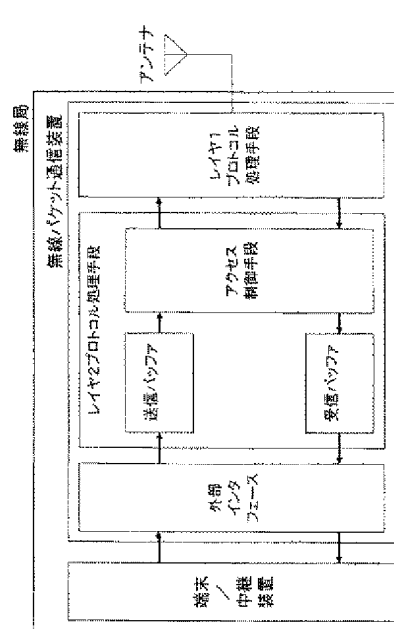 無線局
無線パケット通信装置
アンテナ
レイヤ1
プロトコル
処理手段
レイヤ2プロトコル処理手段
アクセス
制御手段
送信バッファ
受信バッファ
外部
インタ
フェース
端末
／
中継
装置